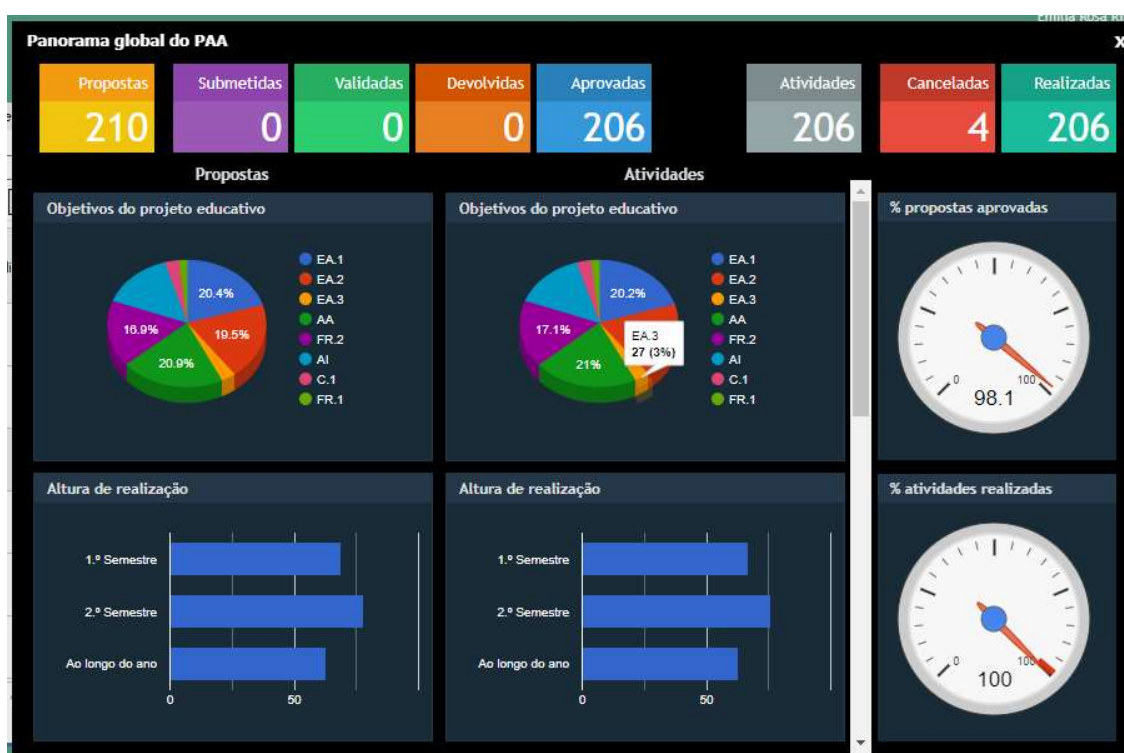 Emília Rosa
Panorama global do PAA
x
Propostas
210
Submetidas
0
Validadas
0
Devolvidas
0
Aprovadas
206
Atividades
206
Canceladas
4
Realizadas
206
Propostas
Atividades
Objetivos do projeto educativo
20.4%
19.5%
20.9%
16.9%
EA.1
EA.2
EA.3
AA
FR.2
AI
C.1
FR.1
Objetivos do projeto educativo
20.2%
17.1%
21%
EA.3
27 (3%)
EA.1
EA.2
EA.3
AA
FR.2
AI
C.1
FR.1
% propostas aprovadas
0
100
98.1
Altura de realização
1.º Semestre
2.º Semestre
Ao longo do ano
0
50
Altura de realização
1.º Semestre
2.º Semestre
Ao longo do ano
0
50
% atividades realizadas
0
100
100